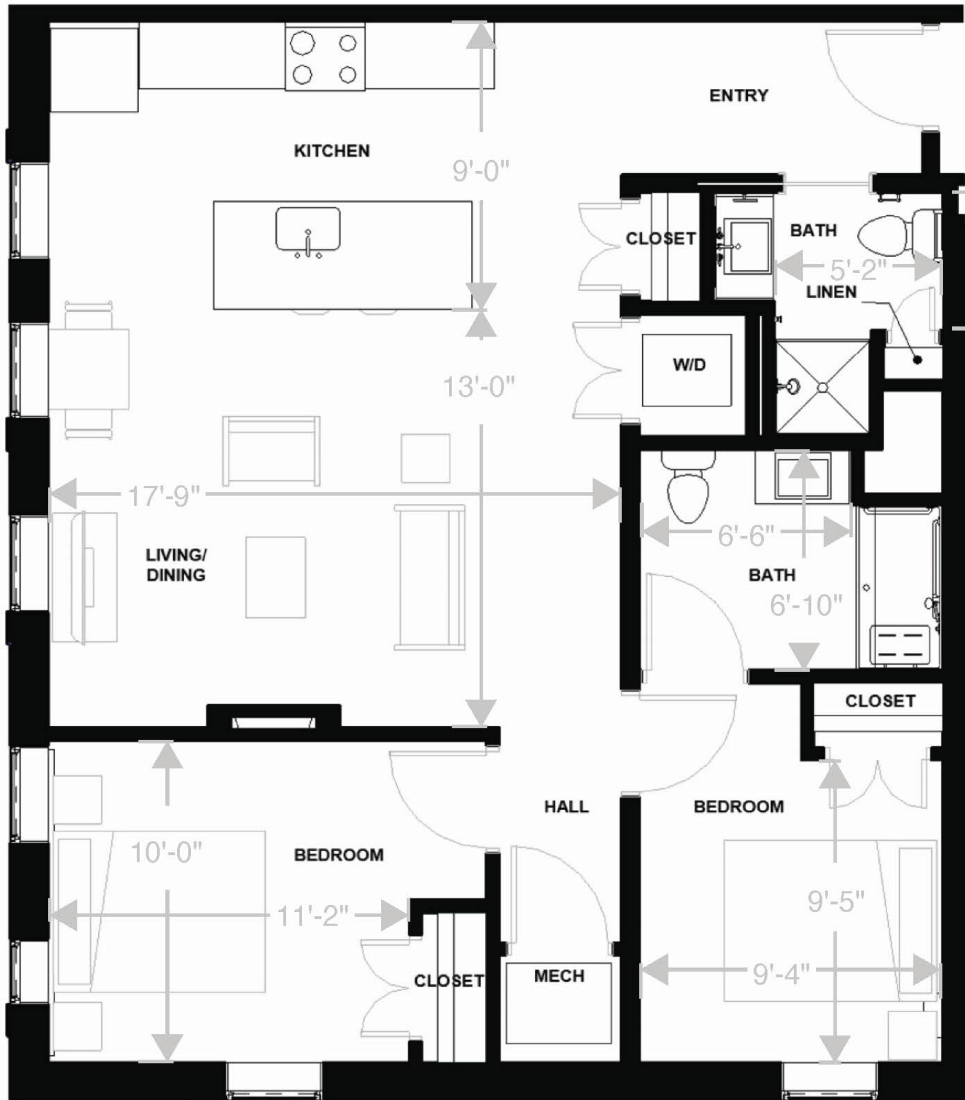 ENTRY
KITCHEN
9'-0"
CLOSET
BATH
5'-2"
LINEN
W/D
13'-0"
17'-9"
LIVING/
DINING
6'-6"
BATH
6'-10"
CLOSET
HALL
BEDROOM
10'-0"
BEDROOM
9'-5"
11'-2"
CLOSET
MECH
9'-4"